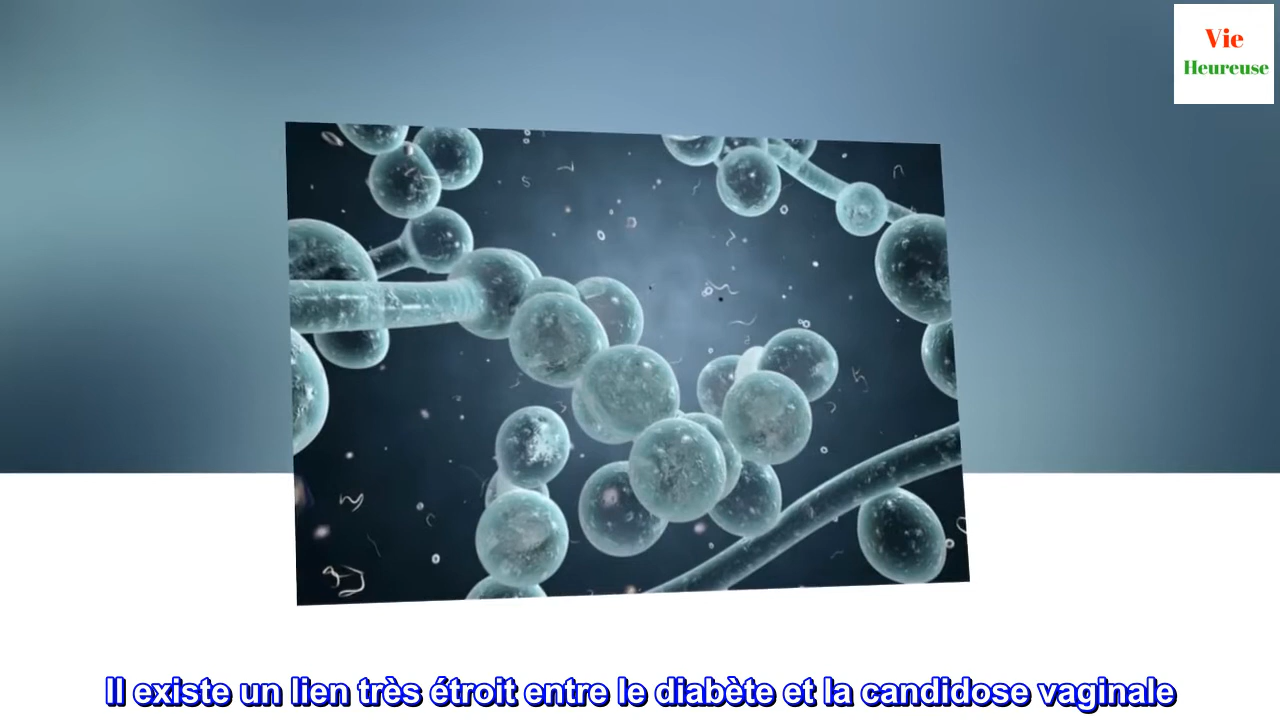 Vie
Heureuse
Il existe un lien très étroit entre le diabète et la candidose vaginale